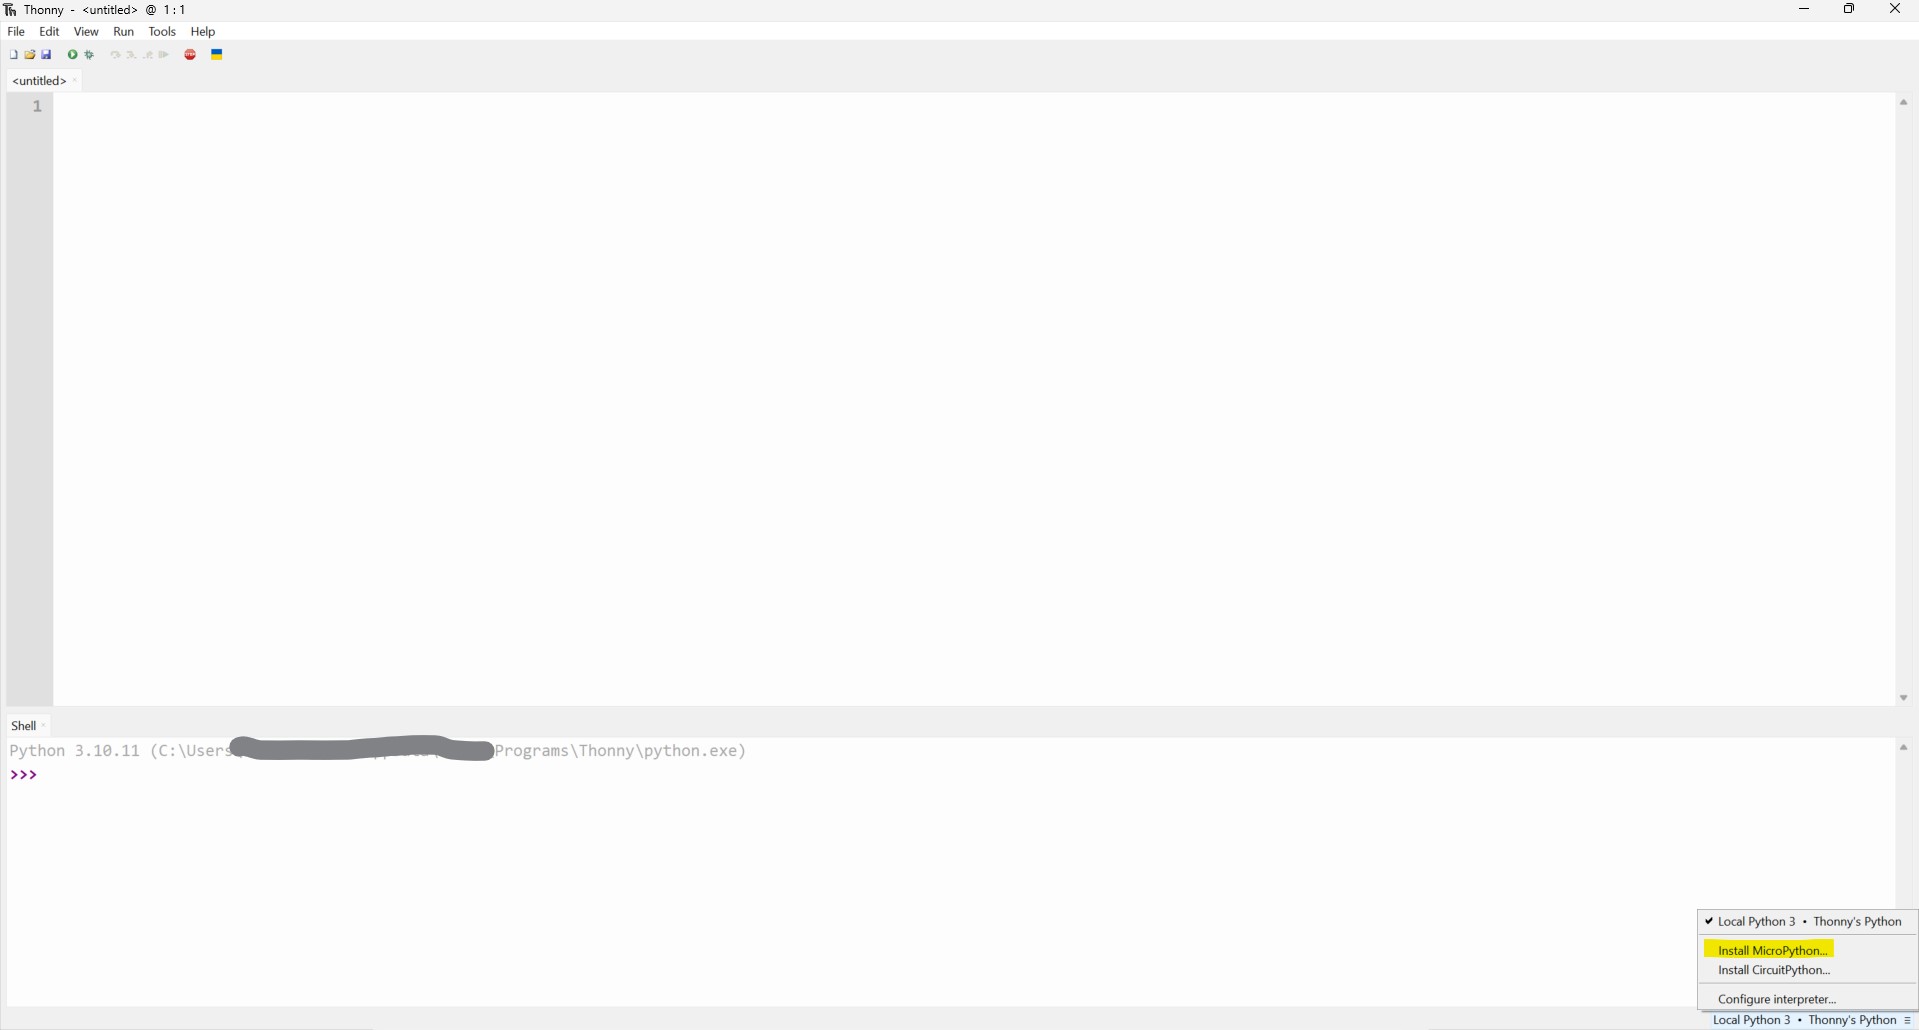 Thonny - <untitled> @ 1:1
File Edit View Run Tools Help
<untitled>
1
Shell
Python 3.10.11 (C:\Users Programs\Thonny\python.exe)
>>>
Local Python 3 • Thonny's Python
Install MicroPython...
Install CircuitPython...
Configure interpreter...
Local Python 3 • Thonny's Python ≡